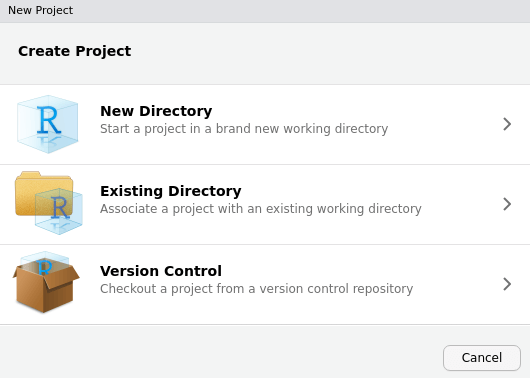 New Project
Create Project
R
New Directory
Start a project in a brand new working directory
R
Existing Directory
Associate a project with an existing working directory
R
Version Control
Checkout a project from a version control repository
Cancel